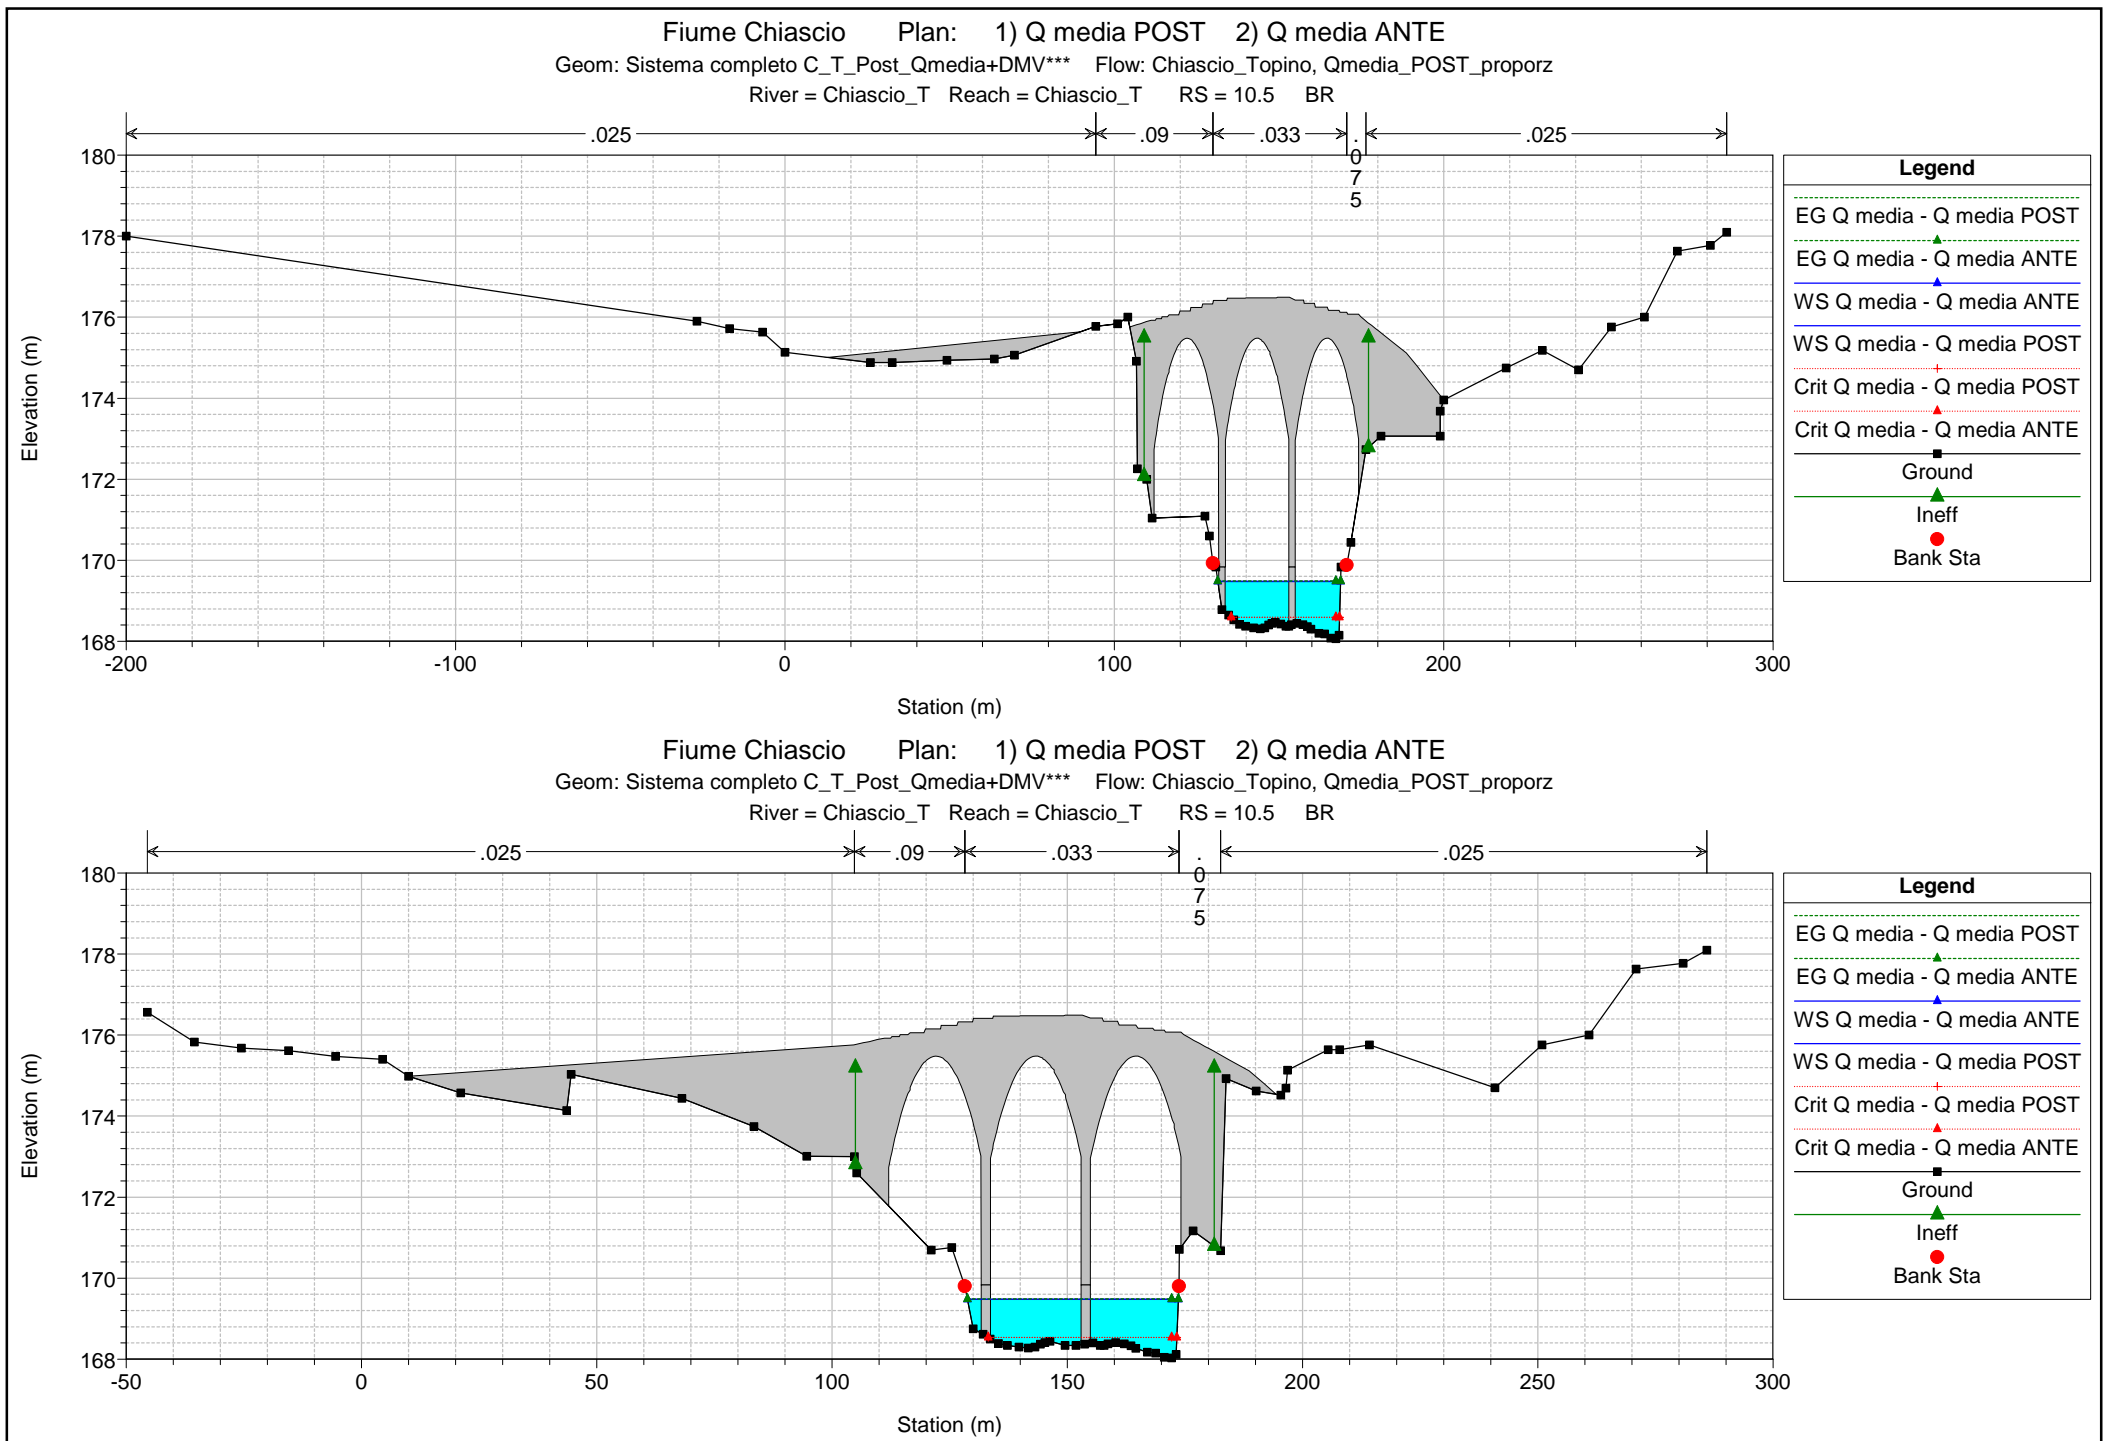 Fiume Chiascio Plan: 1) Q media POST 2) Q media ANTE
Geom: Sistema completo C_T_Post_Qmedia+DMV*** Flow: Chiascio_Topino, Qmedia_POST_proporz
River = Chiascio_T Reach = Chiascio_T RS = 10.5 BR
.025 .09 .033 .075 .025
180
178
176
174
172
170
168
Elevation (m)
-200 -100 0 100 200 300
Station (m)
Legend
EG Q media - Q media POST
EG Q media - Q media ANTE
WS Q media - Q media ANTE
WS Q media - Q media POST
Crit Q media - Q media POST
Crit Q media - Q media ANTE
Ground
Ineff
Bank Sta
Fiume Chiascio Plan: 1) Q media POST 2) Q media ANTE
Geom: Sistema completo C_T_Post_Qmedia+DMV*** Flow: Chiascio_Topino, Qmedia_POST_proporz
River = Chiascio_T Reach = Chiascio_T RS = 10.5 BR
.025 .09 .033 .075 .025
180
178
176
174
172
170
168
Elevation (m)
-50 0 50 100 150 200 250 300
Station (m)
Legend
EG Q media - Q media POST
EG Q media - Q media ANTE
WS Q media - Q media ANTE
WS Q media - Q media POST
Crit Q media - Q media POST
Crit Q media - Q media ANTE
Ground
Ineff
Bank Sta